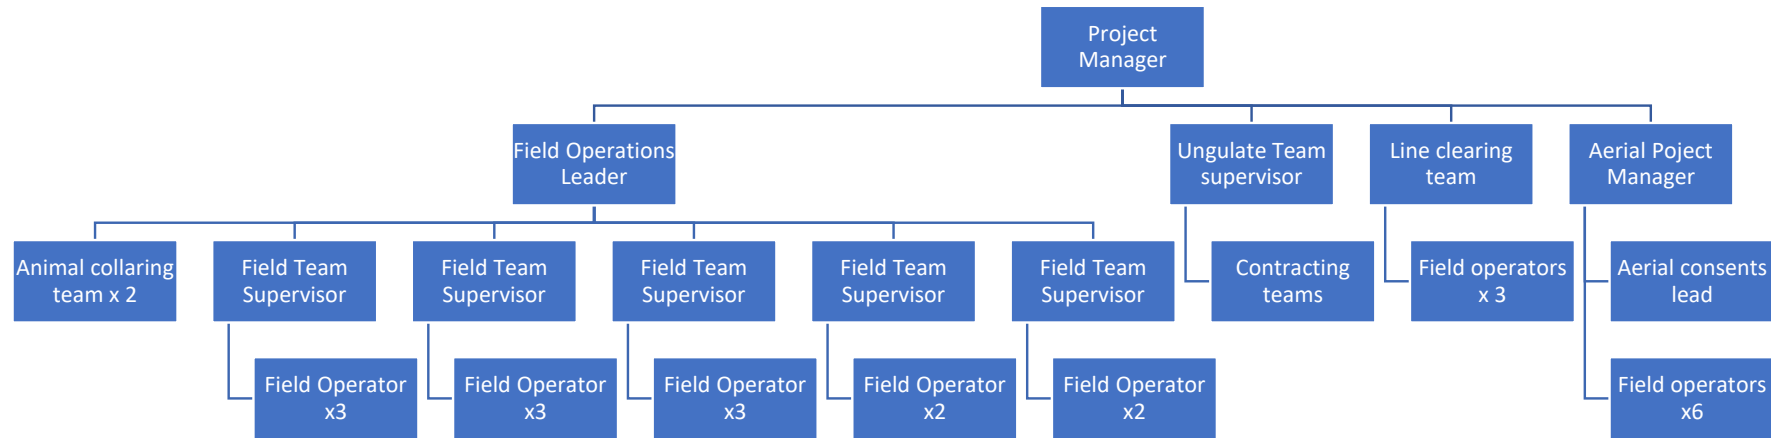 Project
Manager
Field Operations
Leader
Ungulate Team
supervisor
Line clearing
team
Aerial Poject
Manager
Animal collaring
team x 2
Field Team
Supervisor
Field Team
Supervisor
Field Team
Supervisor
Field Team
Supervisor
Field Team
Supervisor
Contracting
teams
Field operators
x 3
Aerial consents
lead
Field Operator
x3
Field Operator
x3
Field Operator
x3
Field Operator
x2
Field Operator
x2
Field operators
x6